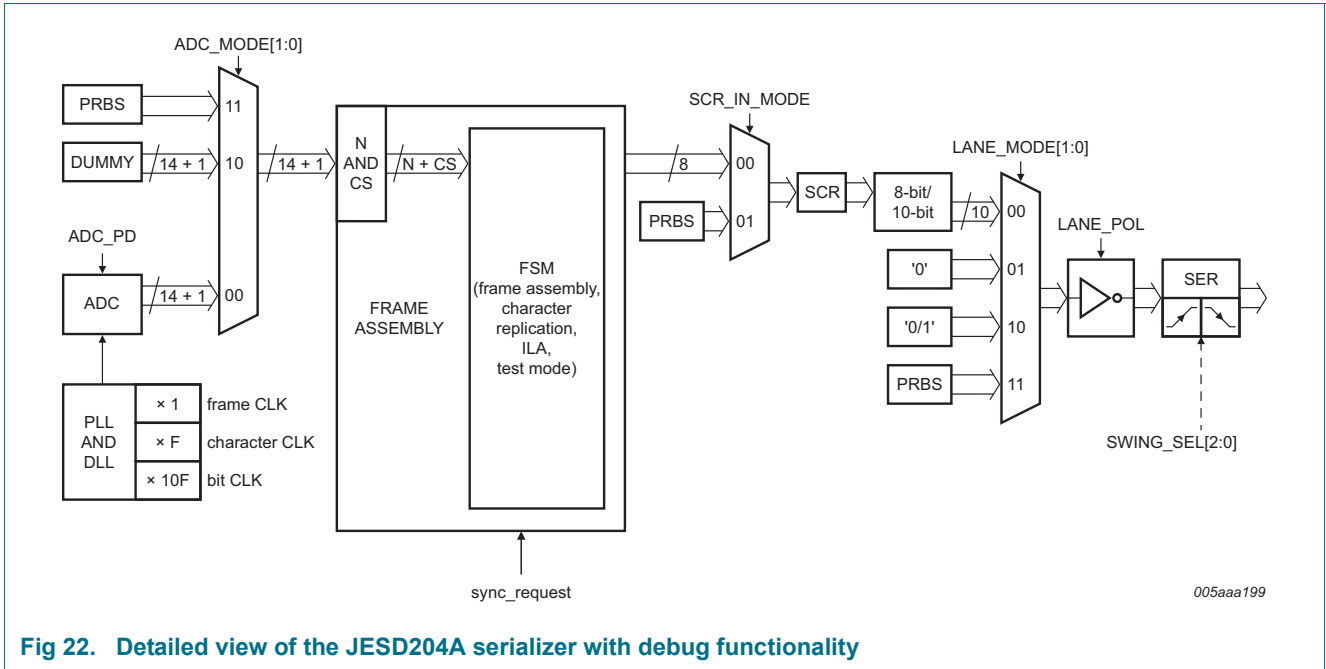 ADC_MODE[1:0]
PRBS
11
DUMMY
14 + 1
10
14 + 1
ADC_PD
ADC
14 + 1
00
PLL
AND
DLL
× 1
frame CLK
× F
character CLK
× 10F
bit CLK
N
AND
CS
N + CS
FRAME
ASSEMBLY
FSM
(frame assembly,
character
replication,
ILA,
test mode)
sync_request
SCR_IN_MODE
8
00
PRBS
01
SCR
8-bit/
10-bit
10
LANE_MODE[1:0]
00
'0'
01
'0/1'
10
PRBS
11
LANE_POL
SER
SWING_SEL[2:0]
005aaa199
Fig 22. Detailed view of the JESD204A serializer with debug functionality